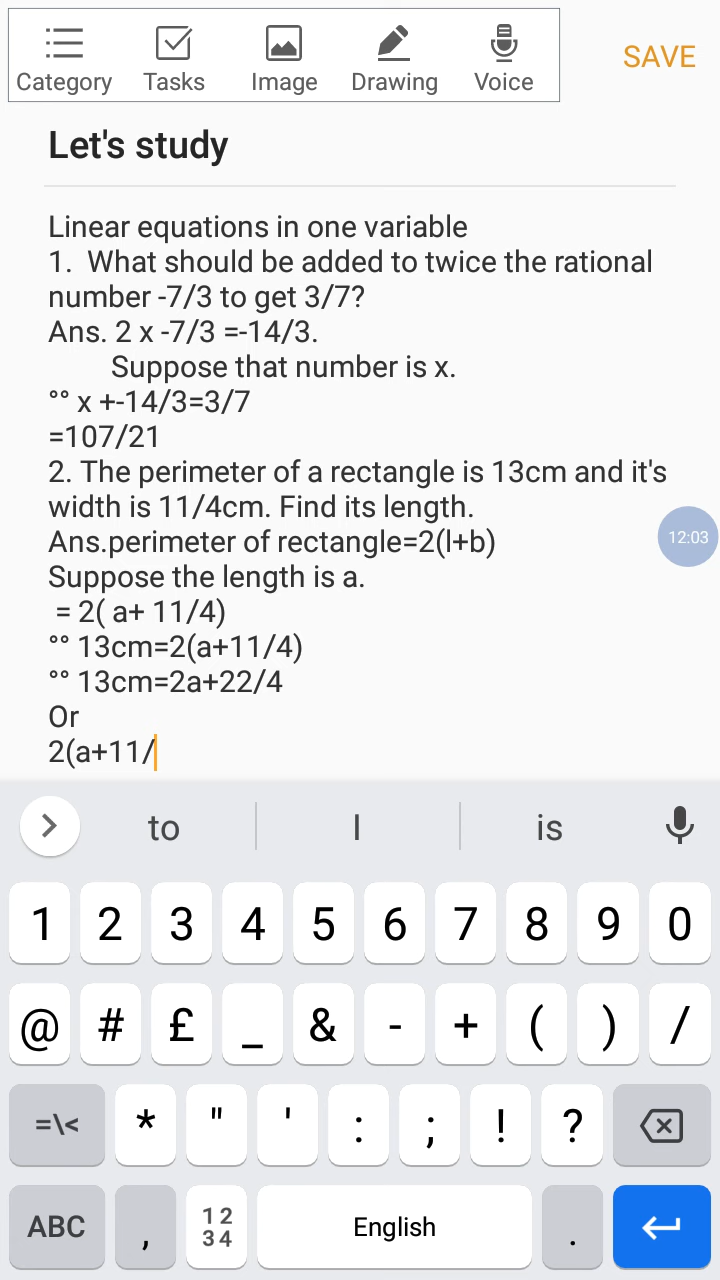 Category Tasks Image Drawing Voice
SAVE
Let's study
Linear equations in one variable
1.  What should be added to twice the rational
number -7/3 to get 3/7?
Ans. 2 x -7/3 =-14/3.
Suppose that number is x.
°° x +-14/3=3/7
=107/21
2. The perimeter of a rectangle is 13cm and it's
width is 11/4cm. Find its length.
12:03
Ans.perimeter of rectangle=2(l+b)
Suppose the length is a.
= 2( a+ 11/4)
°° 13cm=2(a+11/4)
°° 13cm=2a+22/4
Or
2(a+11/
to I is
1 2 3 4 5 6 7 8 9 0
@ # £ _ & - + ( ) /
=\< * " ' : ; ! ?
ABC , 12 34 English .